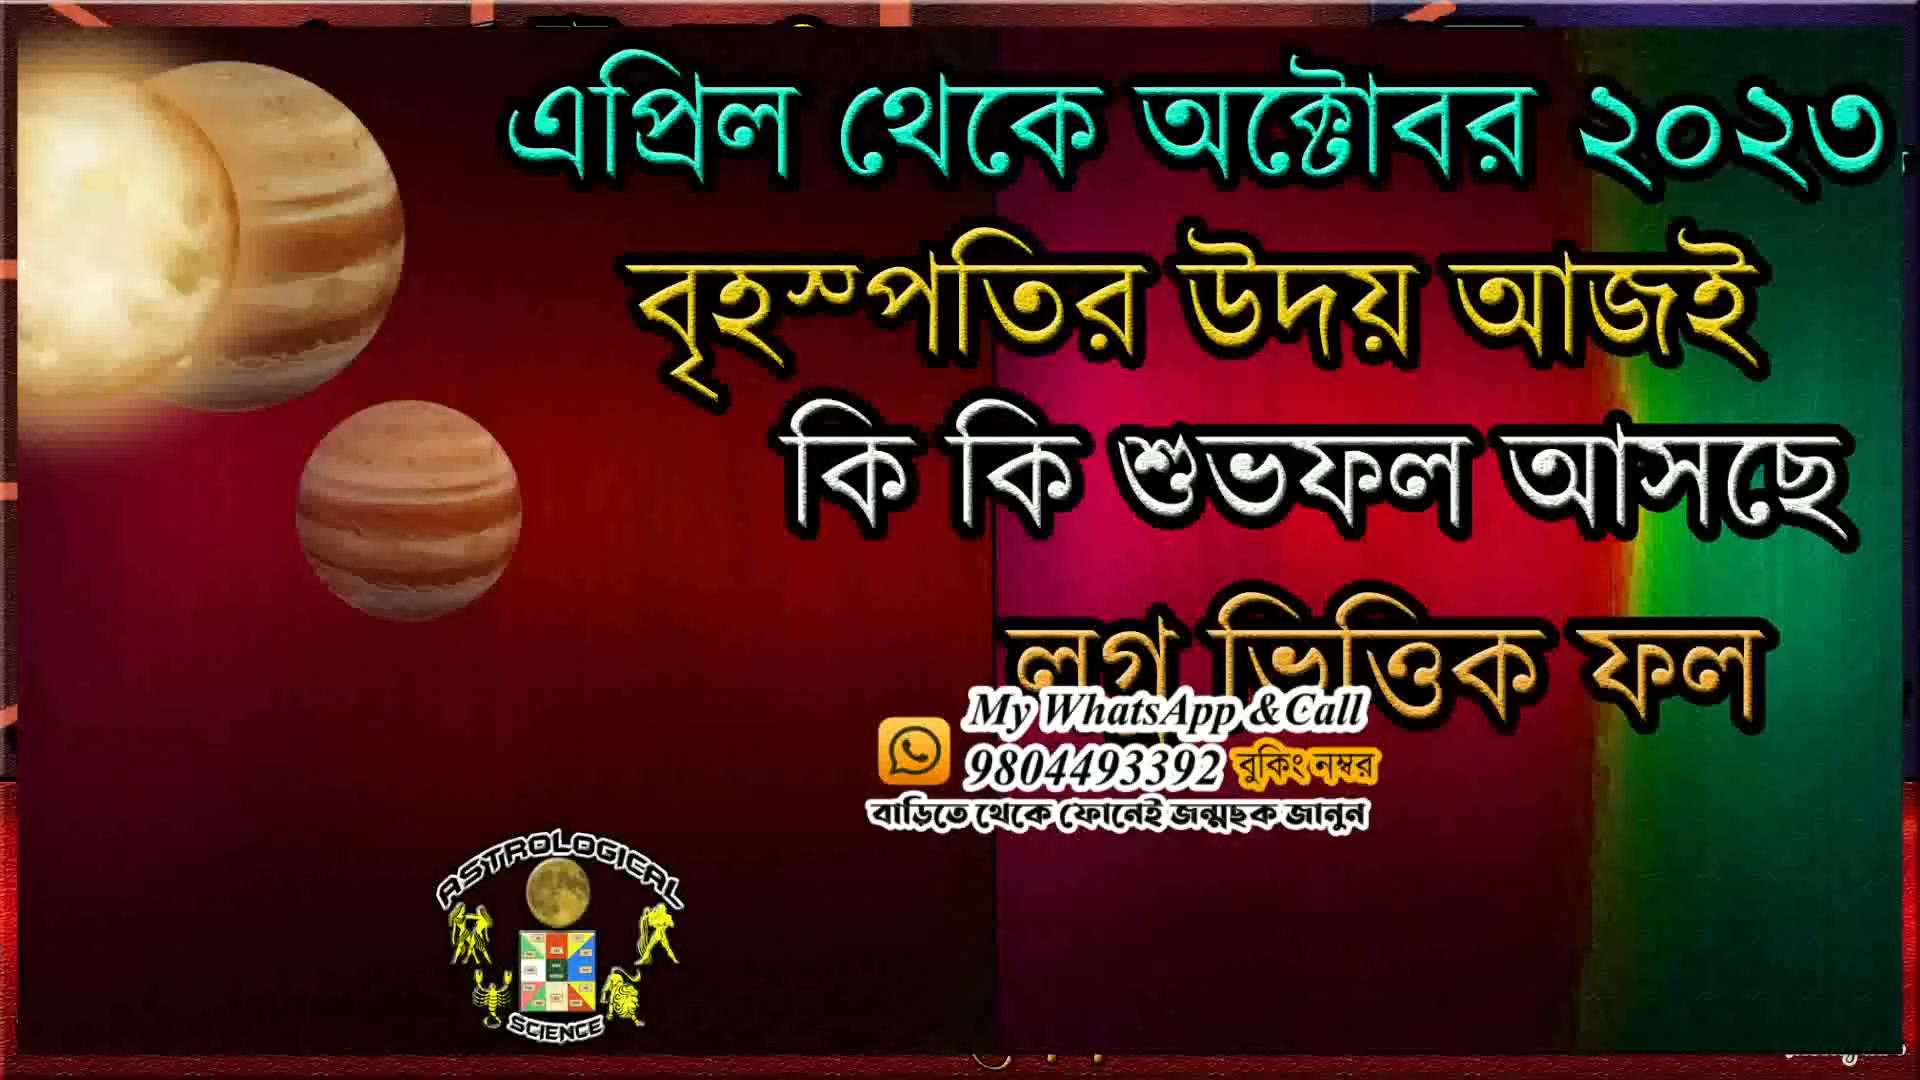 এপ্রিল থেকে অক্টোবর ২০২৩
বৃহস্পতির উদয় আজই
কি কি শুভফল আসছে
লগ্ন ভিত্তিক ফল
My WhatsApp &Call
9804493392 বুকিং নম্বর
বাড়িতে থেকে ফোনেই জন্মছক জানুন
ASTROLOGICAL
SCIENCE